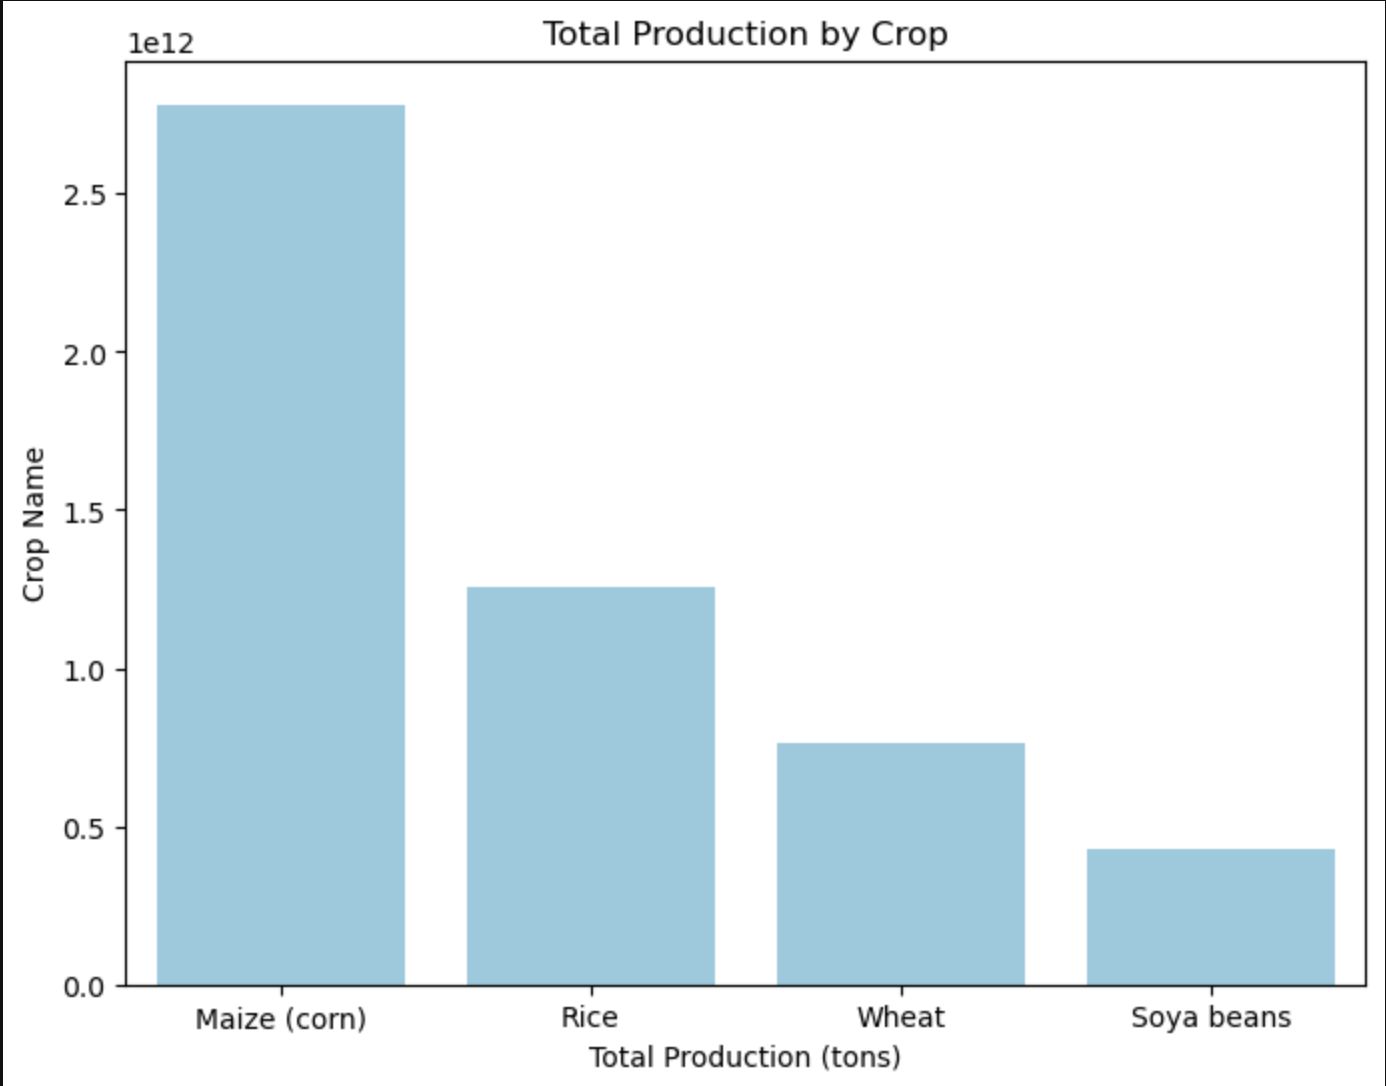 Total Production by Crop
1e12
2.5
2.0
1.5
1.0
0.5
0.0
Crop Name
Maize (corn) Rice Wheat Soya beans
Total Production (tons)